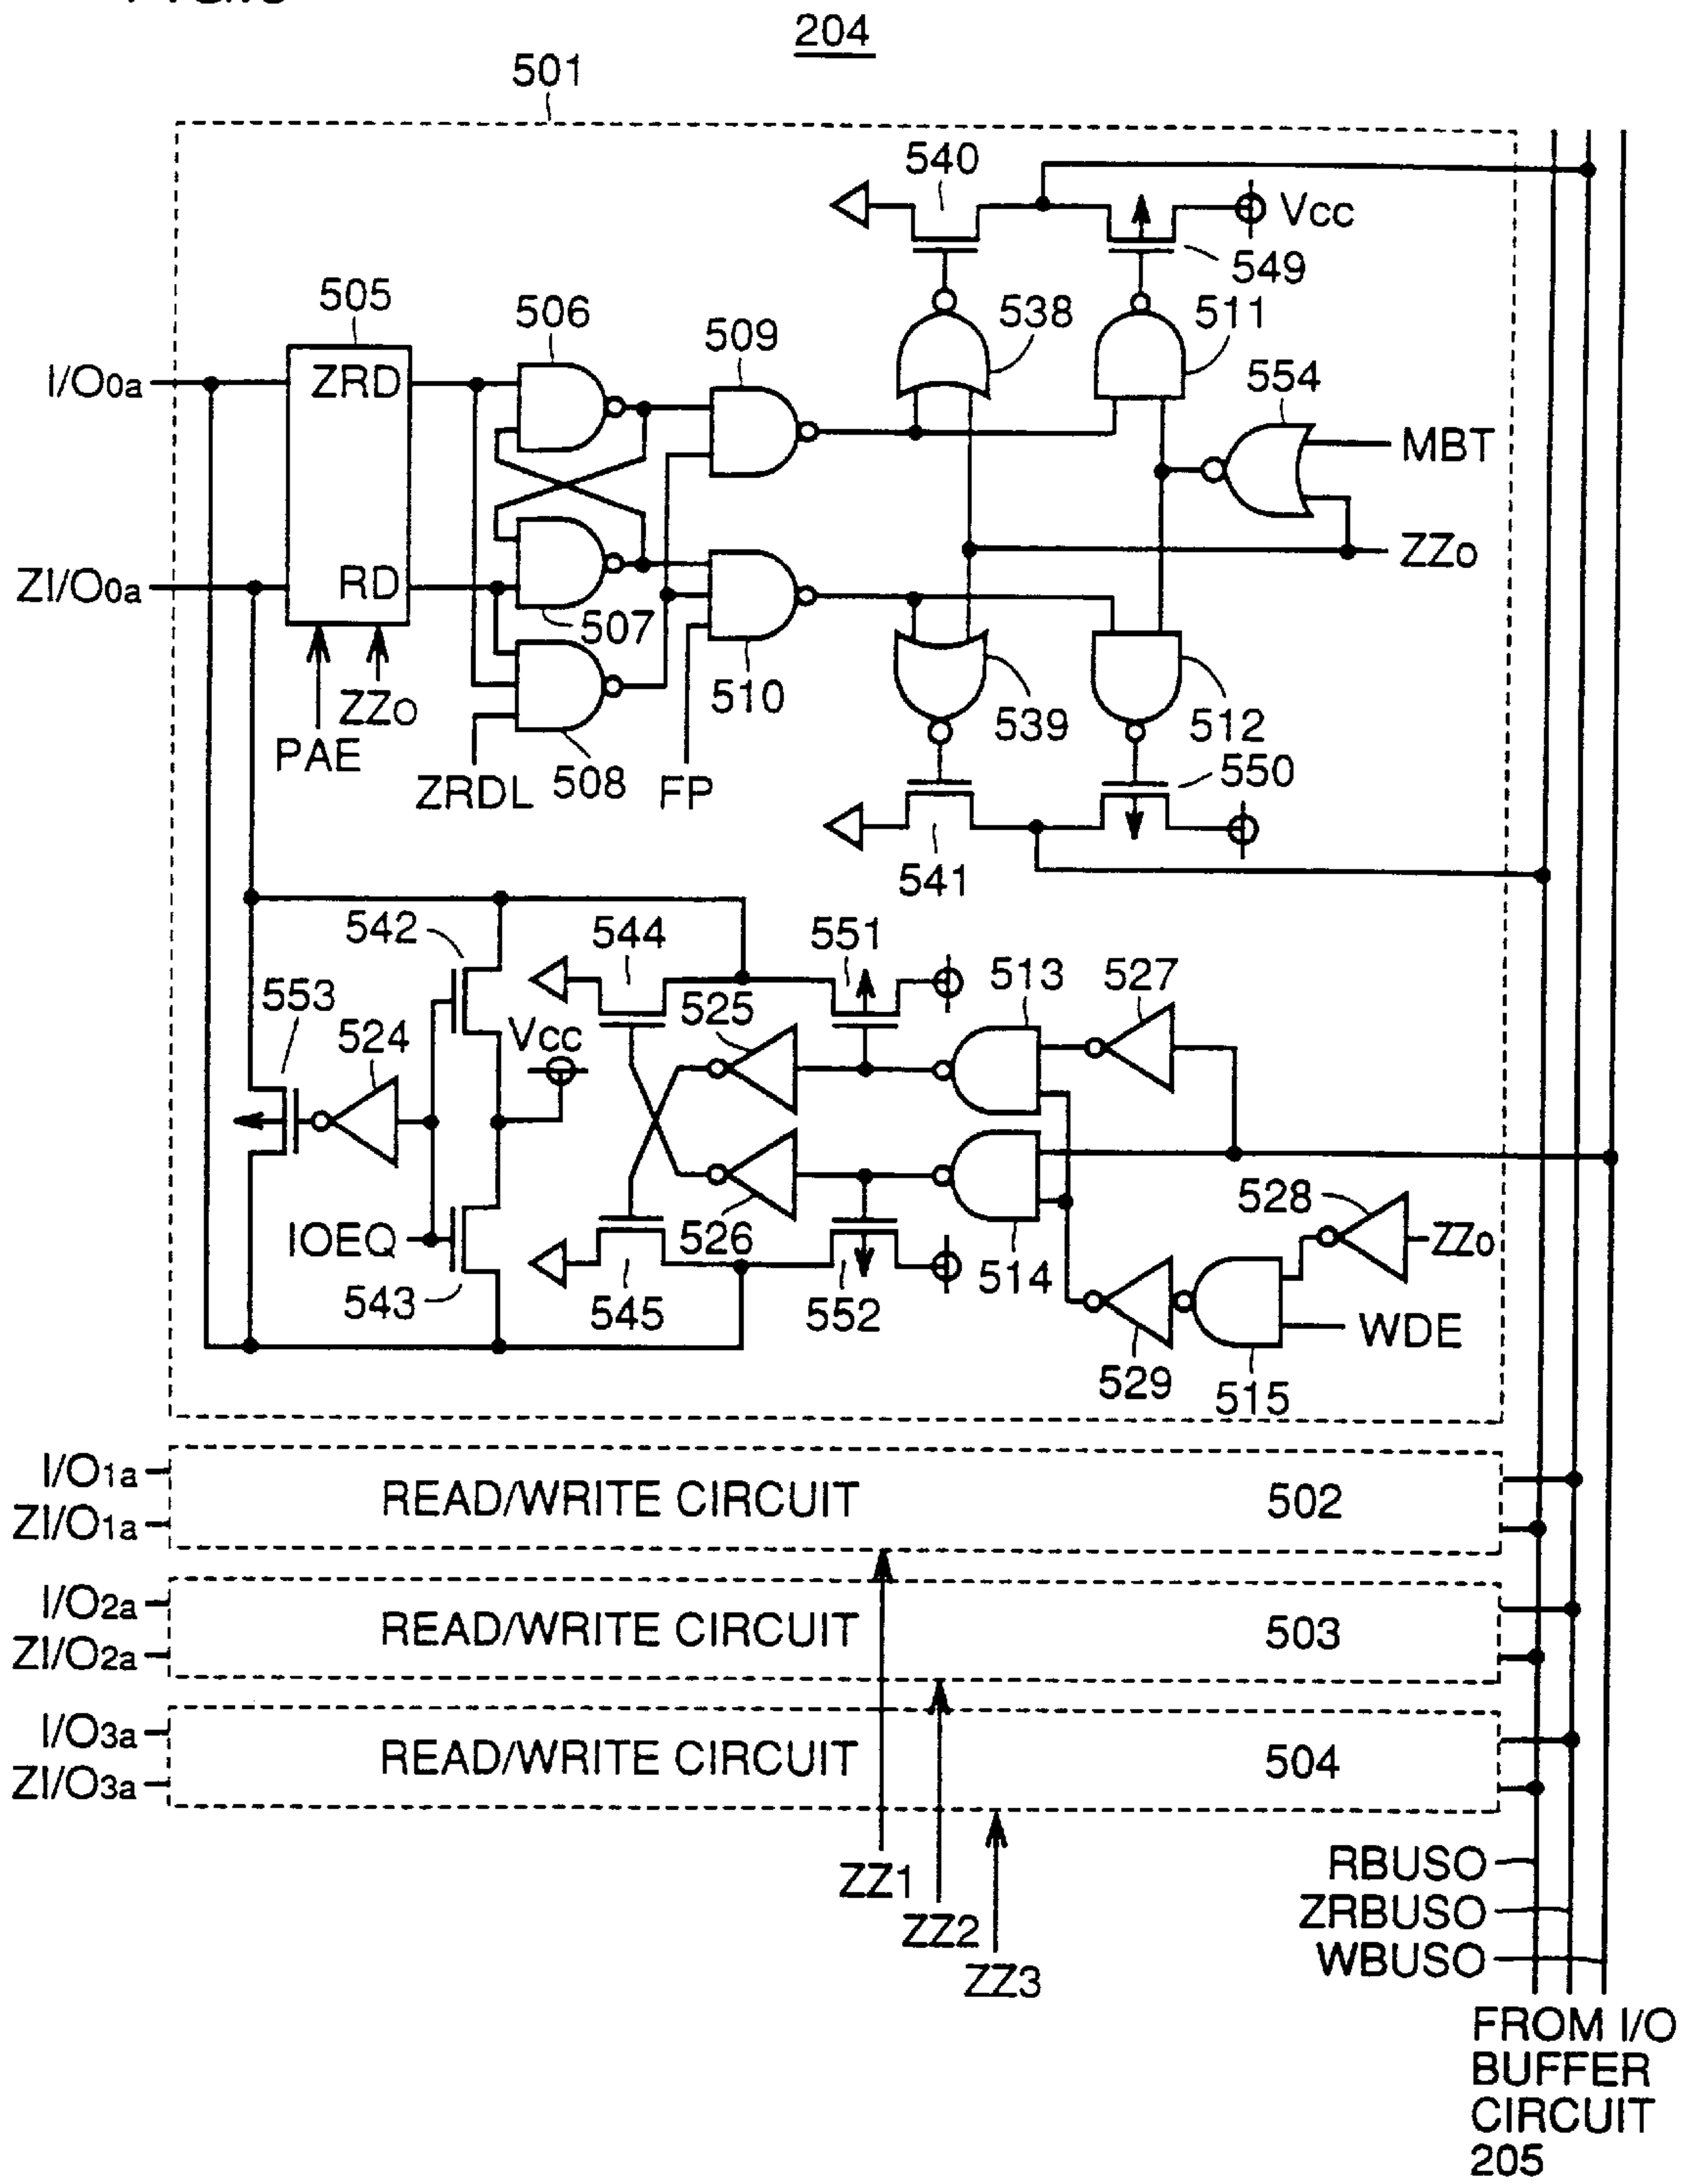 204
501
540
Vcc
549
505
506
509
538
511
554
I/O0a
ZRD
MBT
ZZo
ZI/O0a
RD
507
510
539
512
550
PAE
ZZo
ZRDL
508
FP
541
542
544
551
513
527
553
524
Vcc
525
528
ZZo
IOEQ
526
514
543
545
552
WDE
529
515
I/O1a
ZI/O1a
READ/WRITE CIRCUIT
502
I/O2a
ZI/O2a
READ/WRITE CIRCUIT
503
I/O3a
ZI/O3a
READ/WRITE CIRCUIT
504
ZZ1
ZZ2
ZZ3
RBUSO
ZRBUSO
WBUSO
FROM I/O
BUFFER
CIRCUIT
205